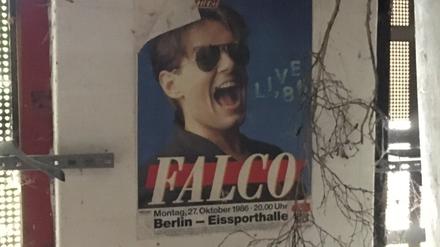 LIVE
FALCO
Montag, 27. Oktober 1986 · 20.00 Uhr
Berlin – Eissporthalle